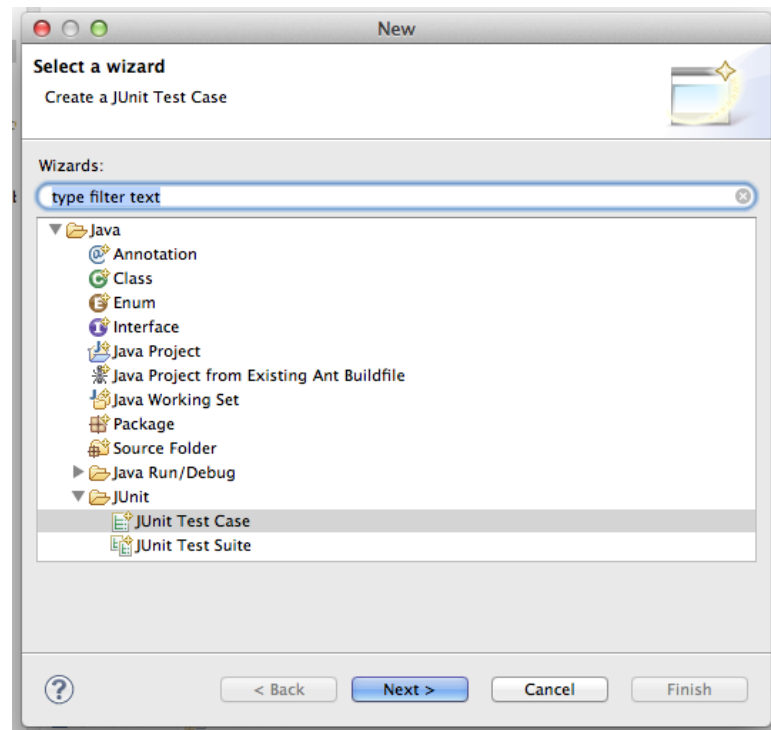 New
Select a wizard
Create a JUnit Test Case
Wizards:
type filter text
Java
Annotation
Class
Enum
Interface
Java Project
Java Project from Existing Ant Buildfile
Java Working Set
Package
Source Folder
Java Run/Debug
JUnit
JUnit Test Case
JUnit Test Suite
? < Back Next > Cancel Finish